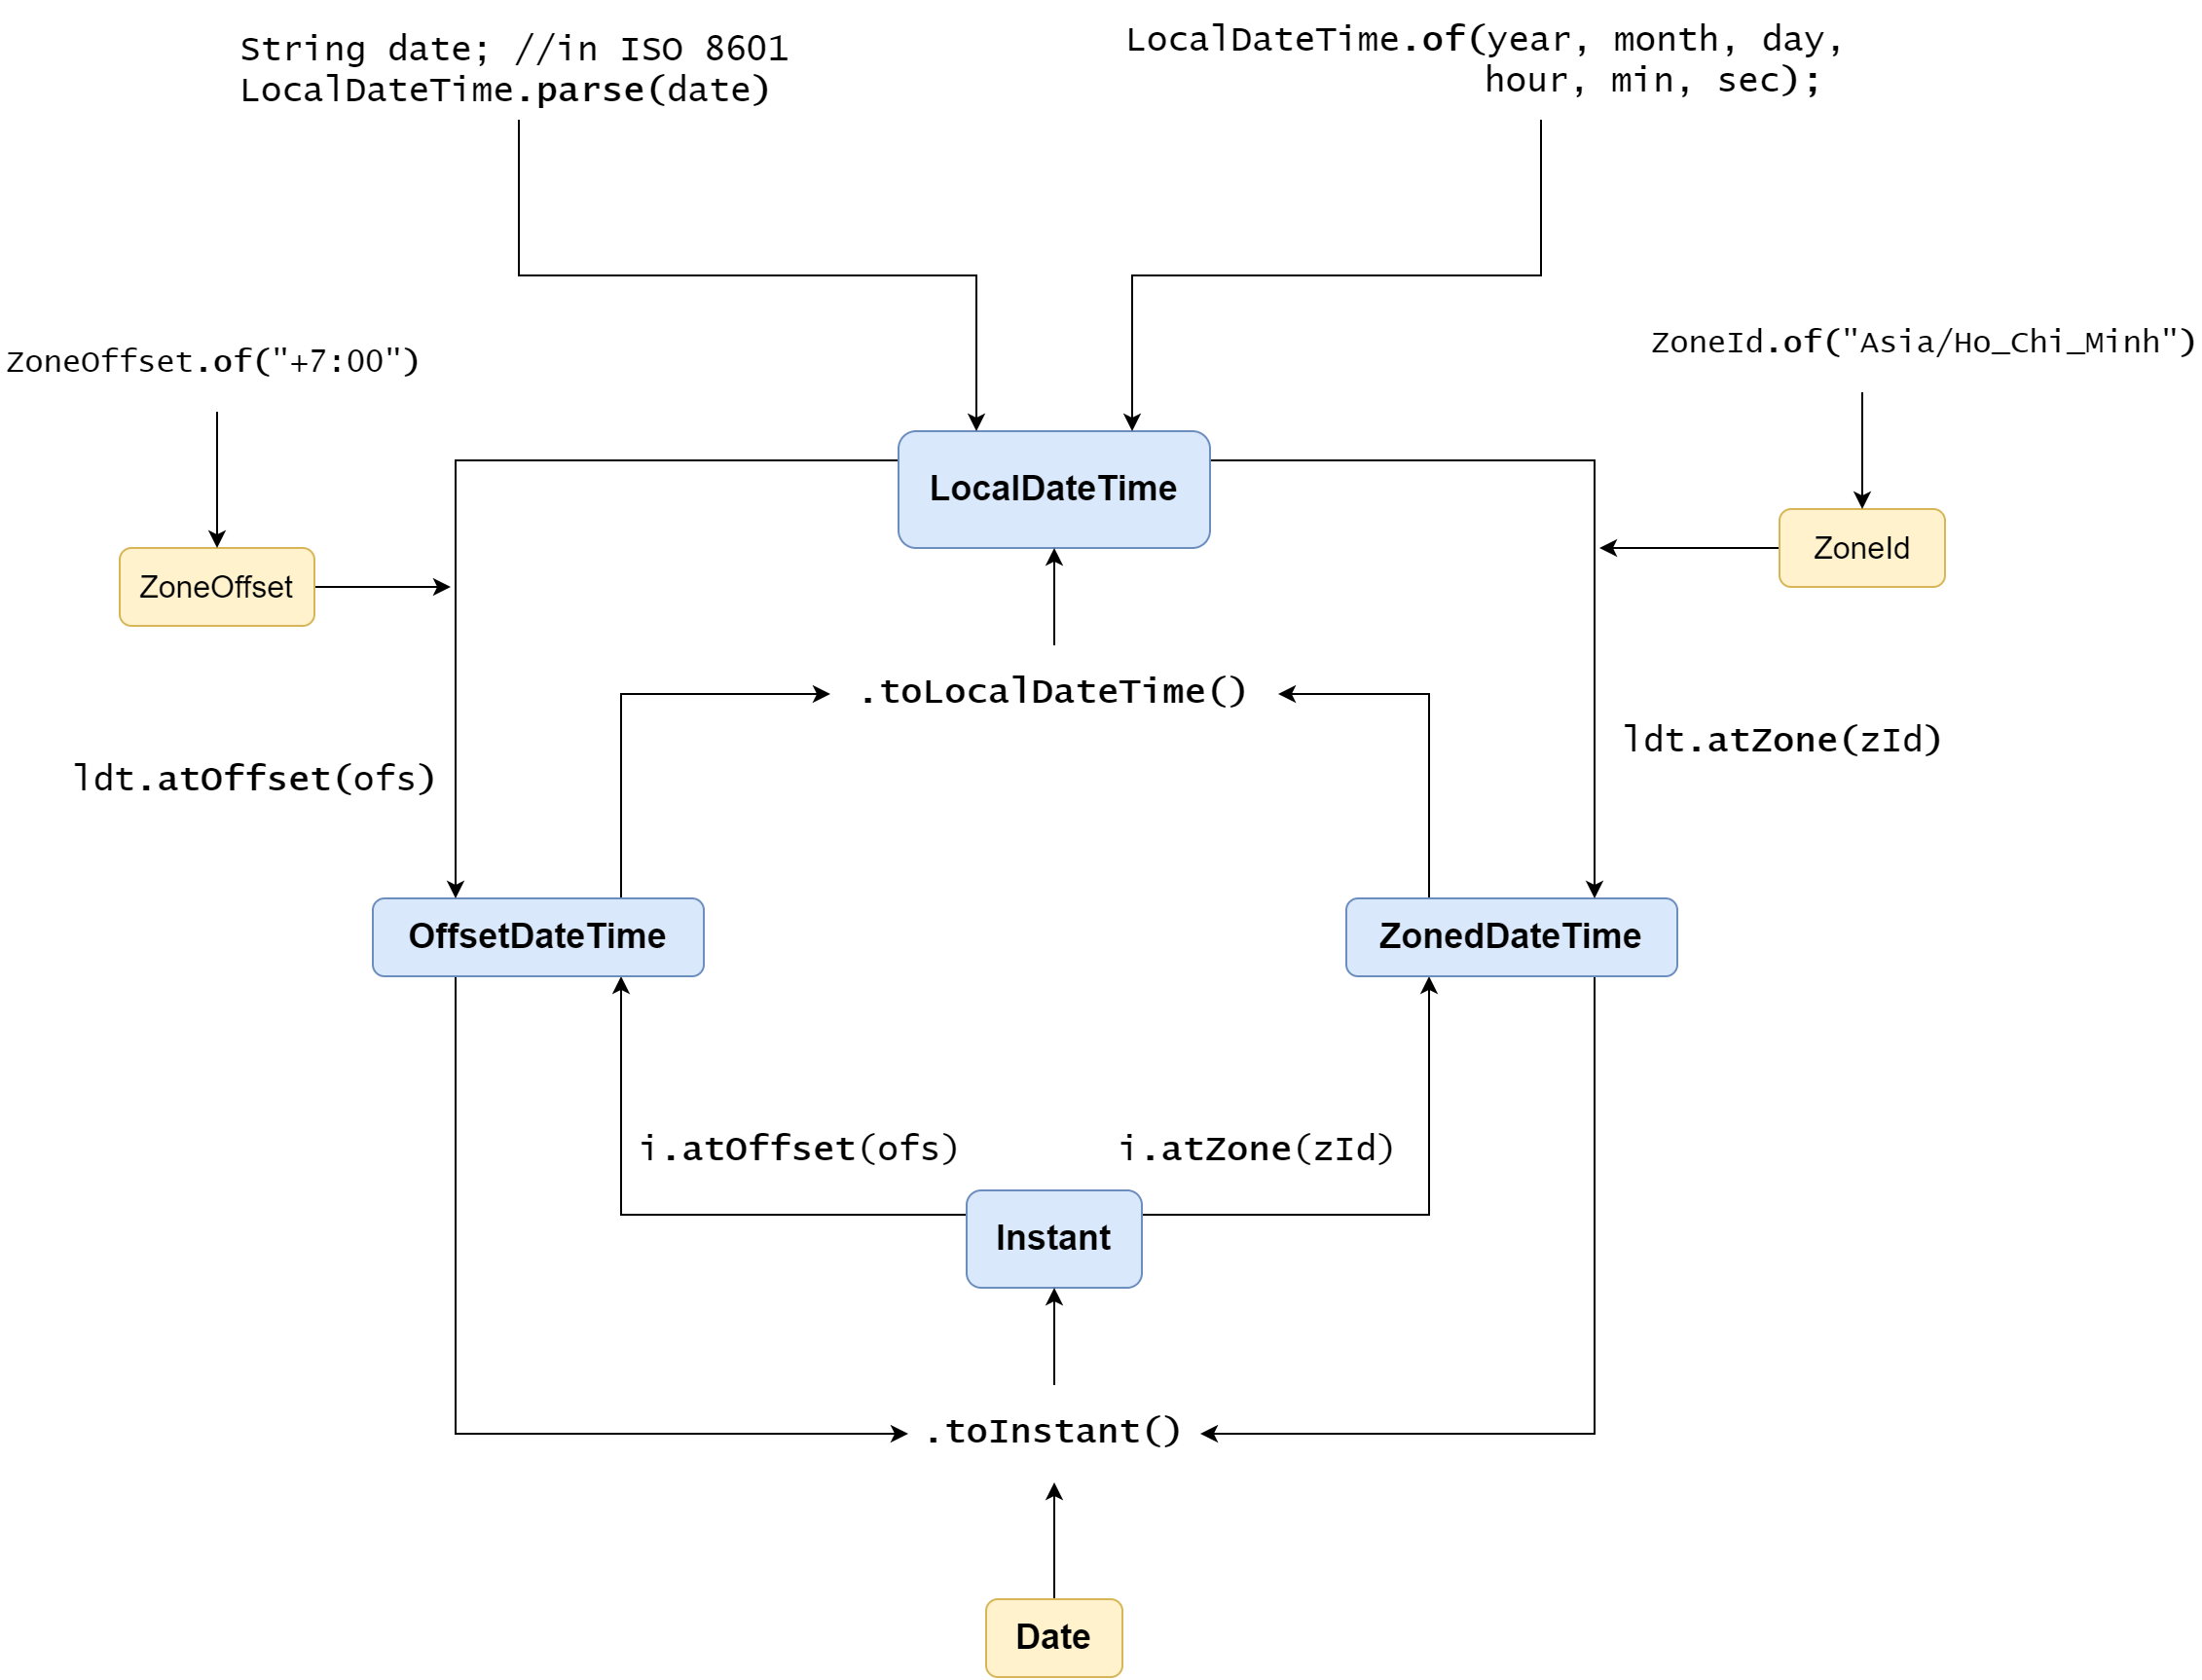 String date; //in ISO 8601
LocalDateTime.parse(date)
LocalDateTime.of(year, month, day,
hour, min, sec);
ZoneOffset.of("+7:00")
ZoneId.of("Asia/Ho_Chi_Minh")
LocalDateTime
ZoneOffset
ZoneId
.toLocalDateTime()
ldt.atOffset(ofs)
ldt.atZone(zId)
OffsetDateTime
ZonedDateTime
i.atOffset(ofs)
i.atZone(zId)
Instant
.toInstant()
Date